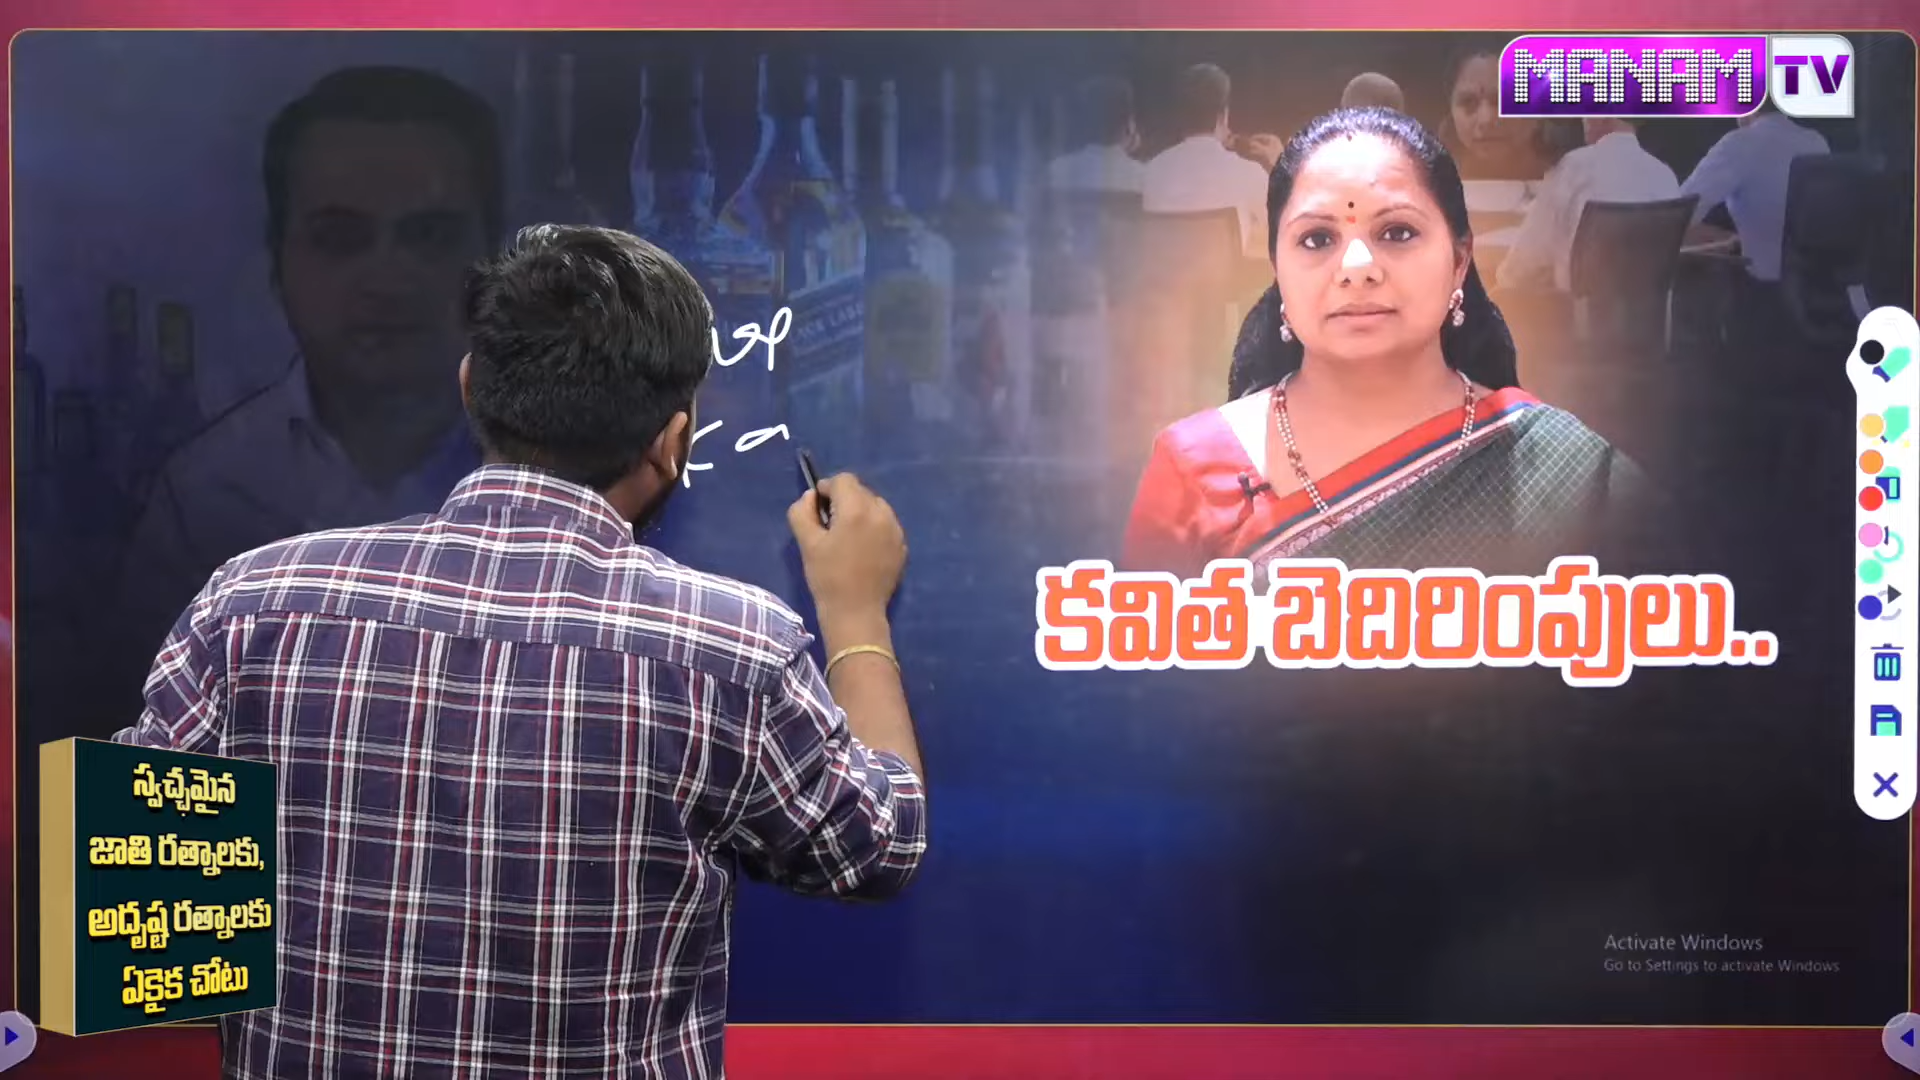 MANAM TV
కవిత బెదిరింపులు..
స్వచ్ఛమైన
జాతి రత్నాలకు,
అదృష్ట రత్నాలకు
ఏకైక చోటు
Activate Windows
Go to Settings to activate Windows